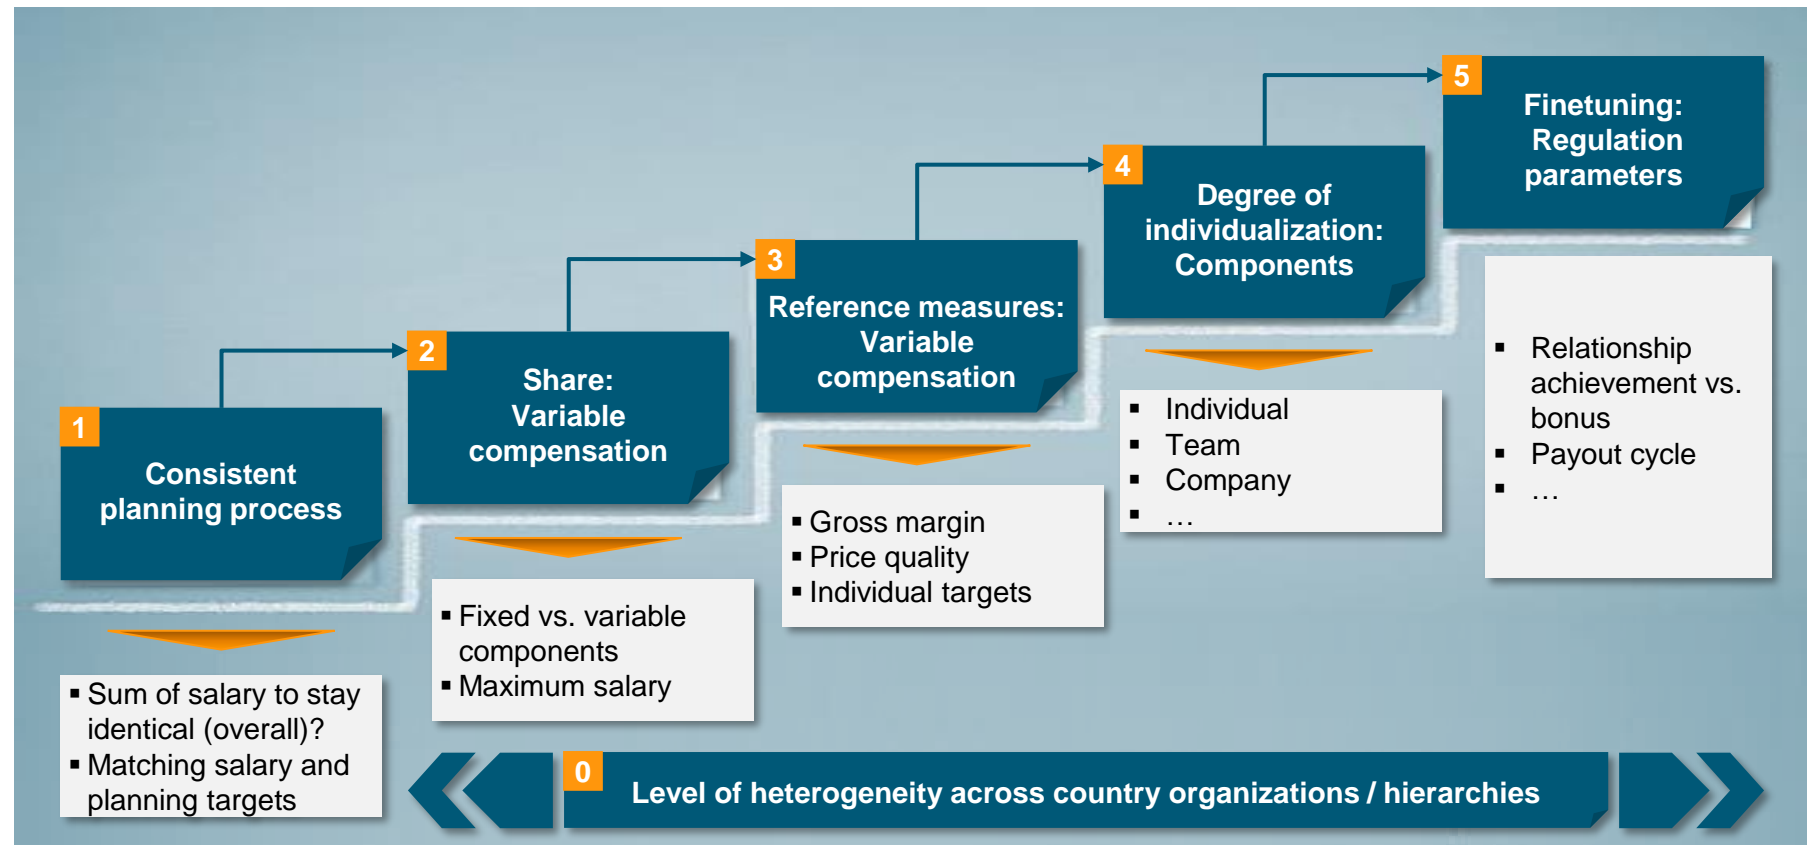 1
Consistent
planning process
▪ Sum of salary to stay
identical (overall)?
▪ Matching salary and
planning targets
2
Share:
Variable
compensation
▪ Fixed vs. variable
components
▪ Maximum salary
3
Reference measures:
Variable
compensation
▪ Gross margin
▪ Price quality
▪ Individual targets
4
Degree of
individualization:
Components
▪ Individual
▪ Team
▪ Company
▪ …
5
Finetuning:
Regulation
parameters
▪ Relationship
achievement vs.
bonus
▪ Payout cycle
▪ …
0
Level of heterogeneity across country organizations / hierarchies